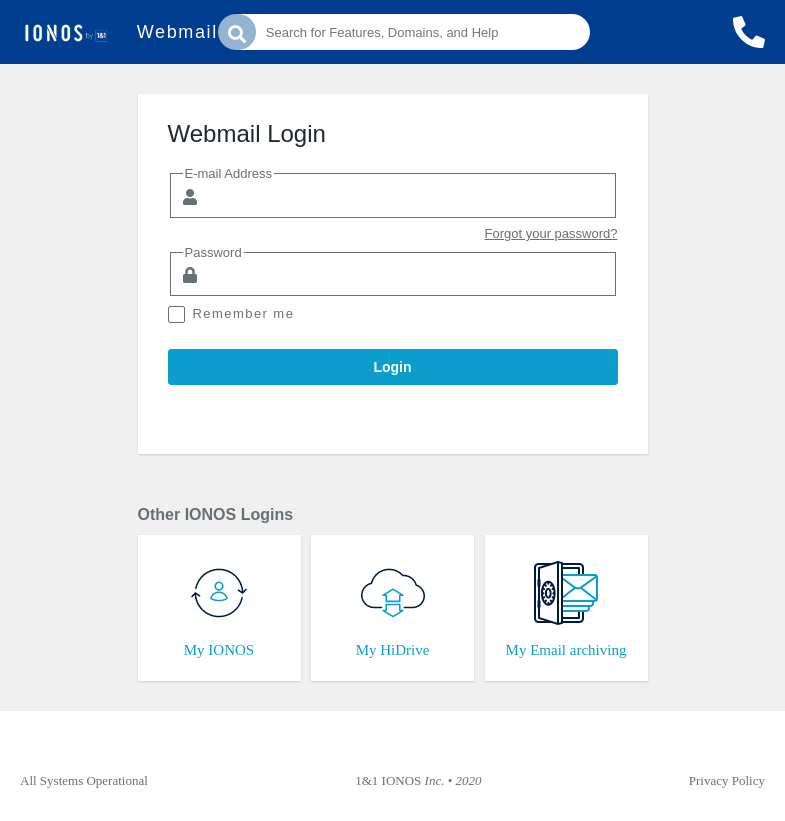 IONOS by 1&1
Webmail
Search for Features, Domains, and Help
Webmail Login
E-mail Address
Forgot your password?
Password
Remember me
Login
Other IONOS Logins
My IONOS
My HiDrive
My Email archiving
All Systems Operational
1&1 IONOS Inc. • 2020
Privacy Policy